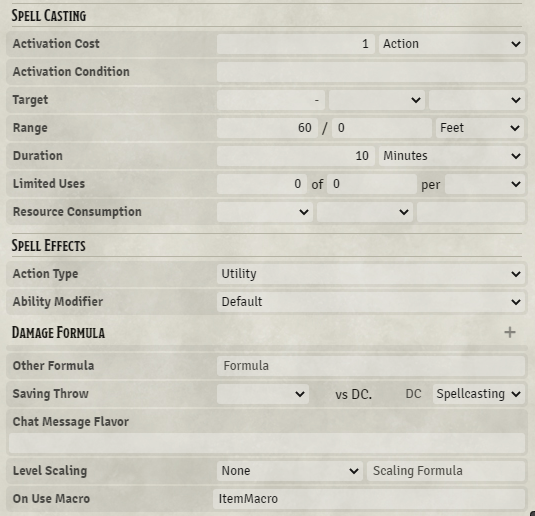 SPELL CASTING
Activation Cost 1 Action
Activation Condition
Target -
Range 60 / 0 Feet
Duration 10 Minutes
Limited Uses 0 of 0 per
Resource Consumption
SPELL EFFECTS
Action Type Utility
Ability Modifier Default
DAMAGE FORMULA +
Other Formula Formula
Saving Throw vs DC. DC Spellcasting
Chat Message Flavor
Level Scaling None Scaling Formula
On Use Macro ItemMacro